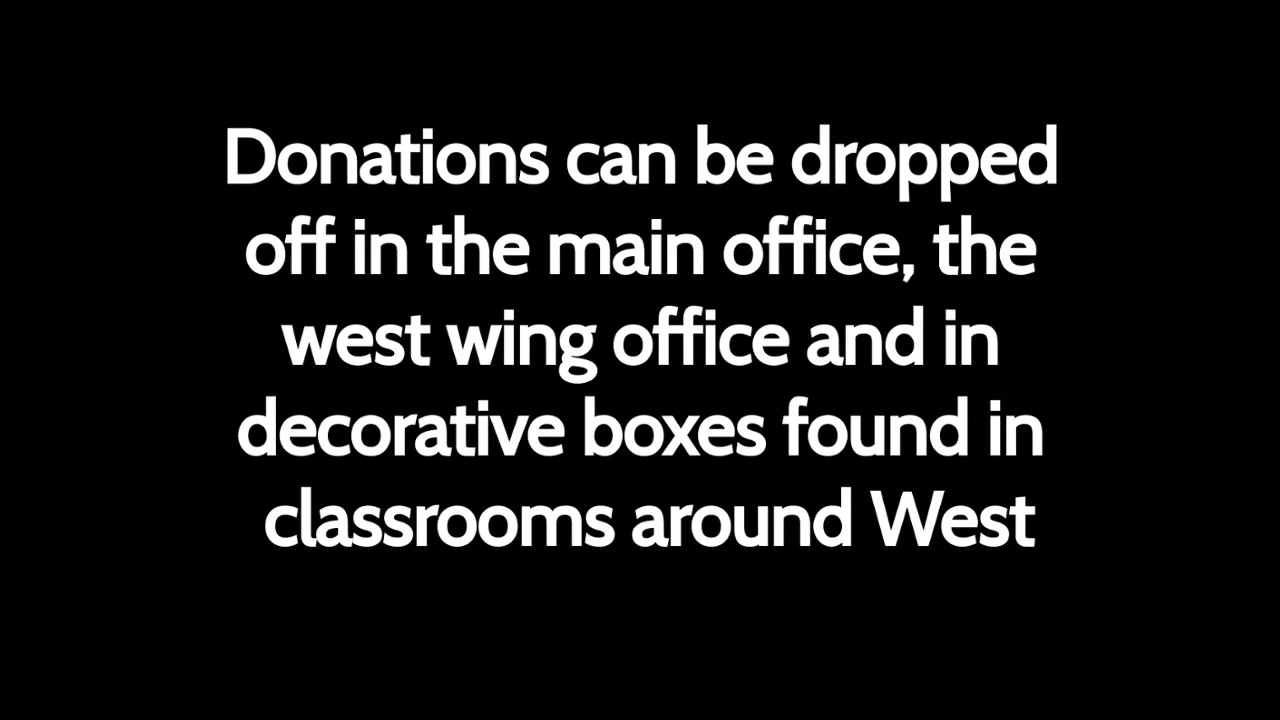 Donations can be dropped
off in the main office, the
west wing office and in
decorative boxes found in
classrooms around West